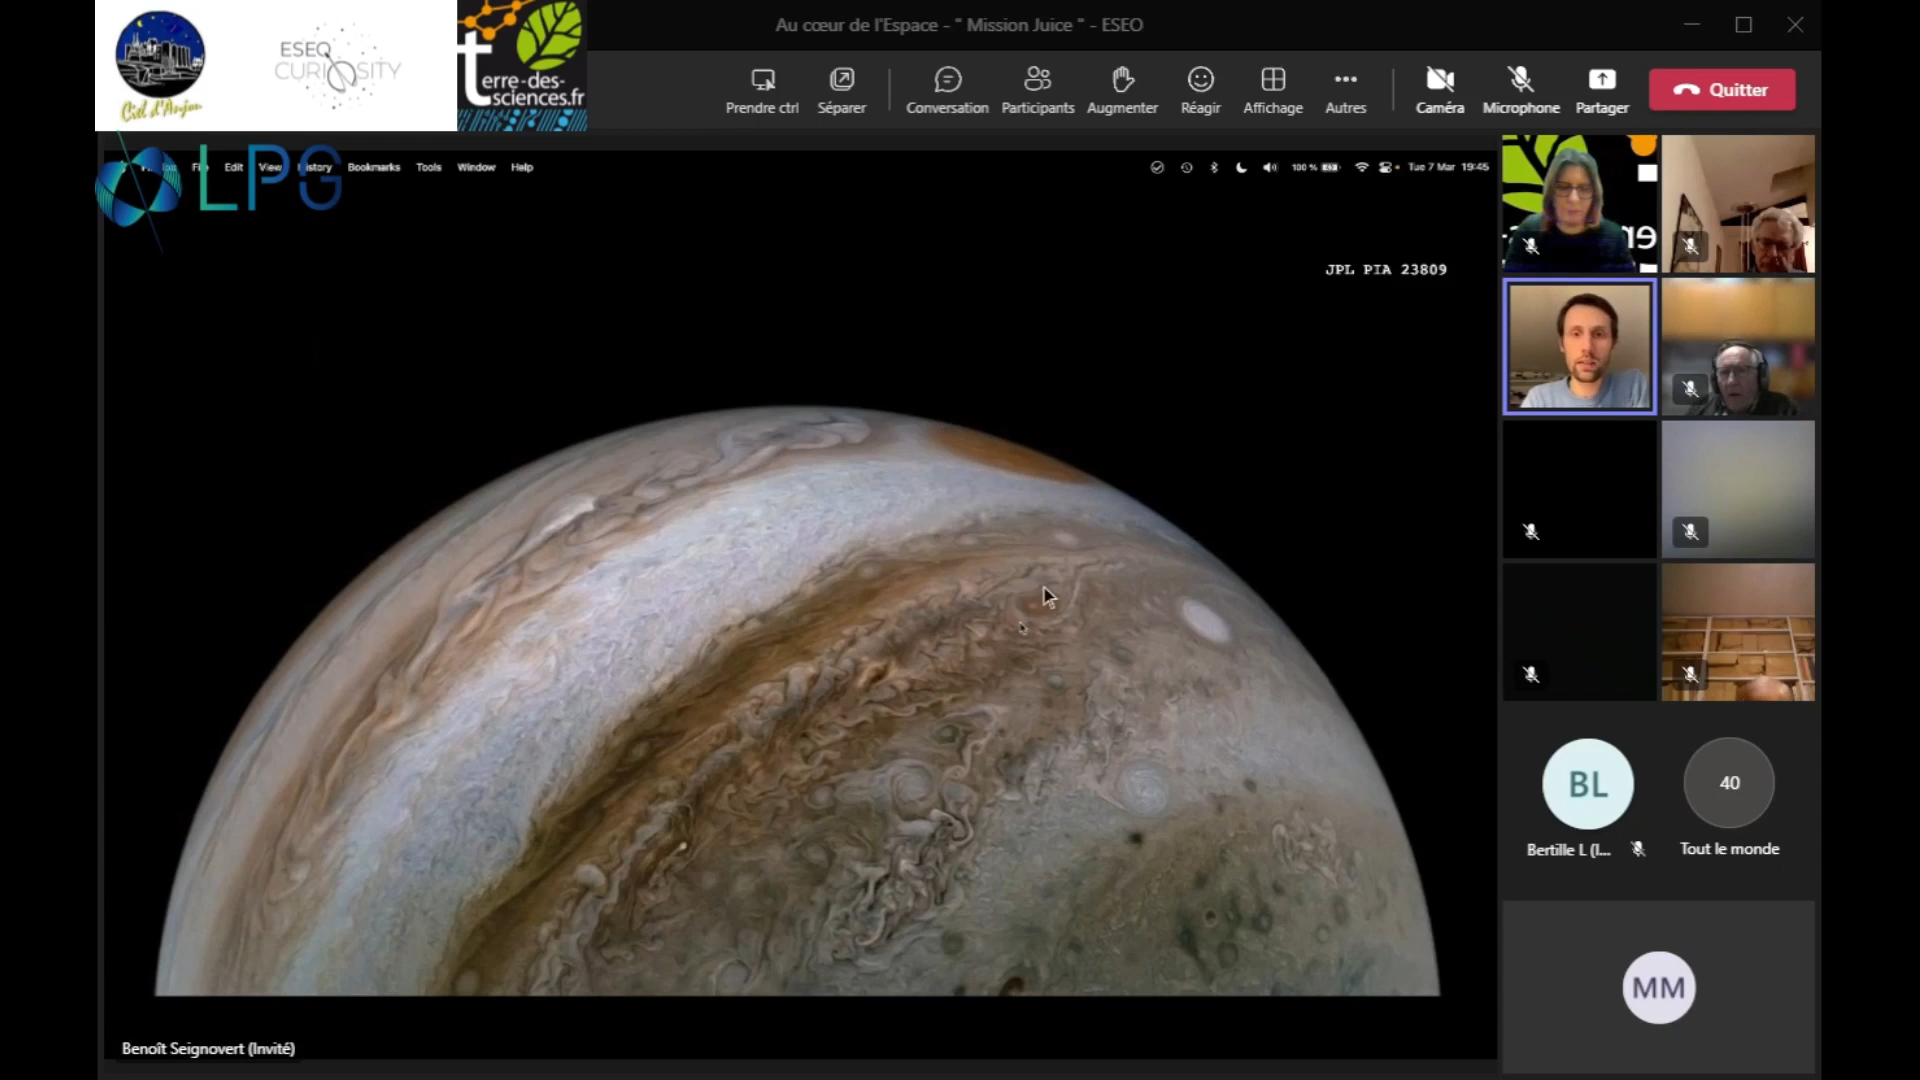 Au cœur de l'Espace - " Mission Juice " - ESEO
Ciel d'Anjou
ESEO
CURIOSITY
terre-des-
sciences.fr
Prendre ctrl
Séparer
Conversation
Participants
Augmenter
Réagir
Affichage
Autres
Caméra
Microphone
Partager
Quitter
LPG
Edit
View
History
Bookmarks
Tools
Window
Help
100 %
Tue 7 Mar 19:45
JPL PIA 23809
BL
40
Bertille L (I...
Tout le monde
MM
Benoît Seignovert (Invité)